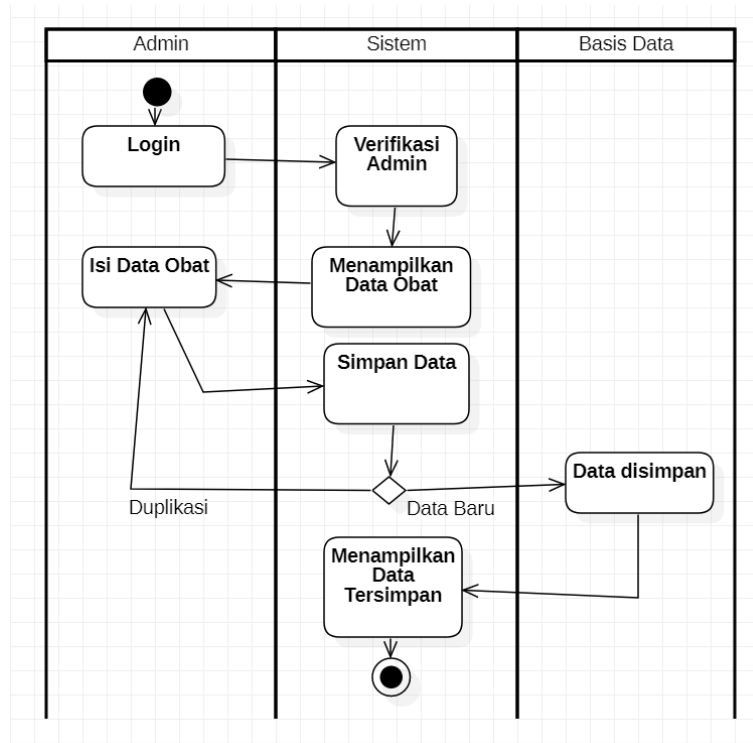 Admin
Sistem
Basis Data
Login
Verifikasi
Admin
Isi Data Obat
Menampilkan
Data Obat
Simpan Data
Data disimpan
Duplikasi
Data Baru
Menampilkan
Data
Tersimpan